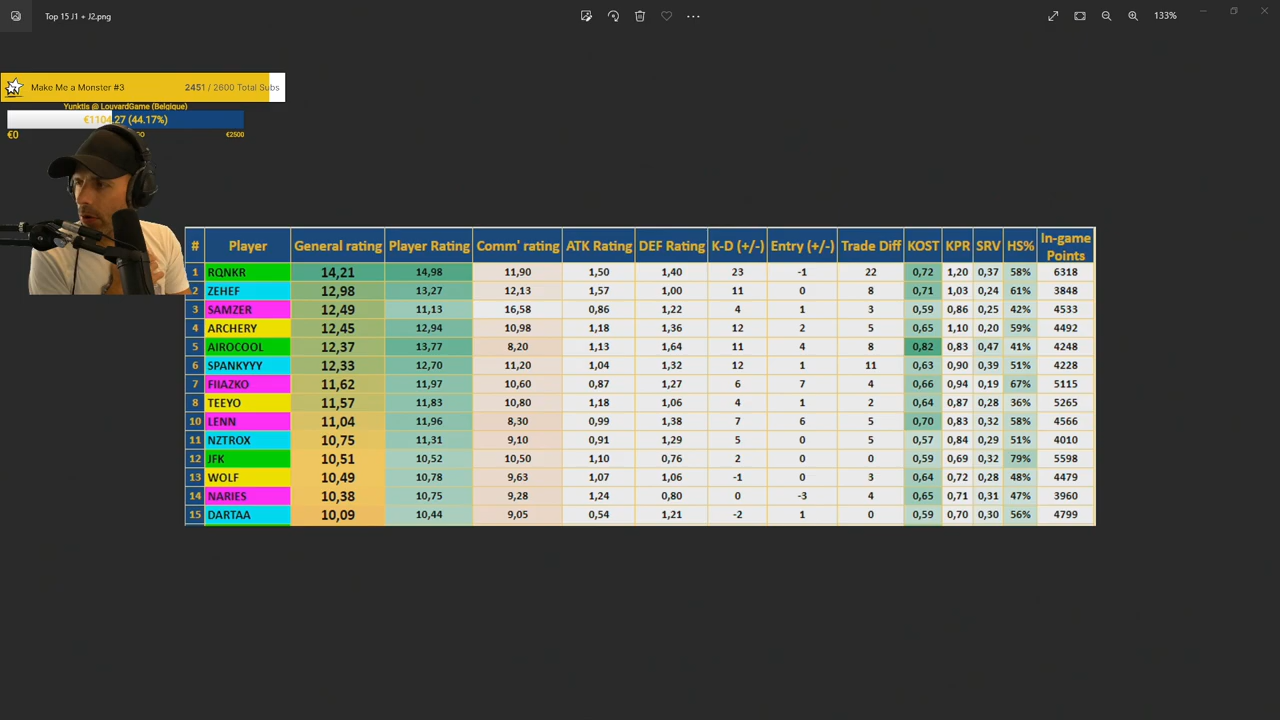 Top 15 J1 + J2.png
133%
Make Me a Monster #3 2451 / 2600 Total Subs
Yunktis @ LouvardGame (Belgique)
€1104.27 (44.17%)
€0 €2500
# Player General rating Player Rating Comm' rating ATK Rating DEF Rating K-D (+/-) Entry (+/-) Trade Diff KOST KPR SRV HS% In-game Points
1 RQNKR 14,21 14,98 11,90 1,50 1,40 23 -1 22 0,72 1,20 0,37 58% 6318
2 ZEHEF 12,98 13,27 12,13 1,57 1,00 11 0 8 0,71 1,03 0,24 61% 3848
3 SAMZER 12,49 11,13 16,58 0,86 1,22 4 1 3 0,59 0,86 0,25 42% 4533
4 ARCHERY 12,45 12,94 10,98 1,18 1,36 12 2 5 0,65 1,10 0,20 59% 4492
5 AIROCOOL 12,37 13,77 8,20 1,13 1,64 11 4 8 0,82 0,83 0,47 41% 4248
6 SPANKYYY 12,33 12,70 11,20 1,04 1,32 12 1 11 0,63 0,90 0,39 51% 4228
7 FIIAZKO 11,62 11,97 10,60 0,87 1,27 6 7 4 0,66 0,94 0,19 67% 5115
8 TEEYO 11,57 11,83 10,80 1,18 1,06 4 1 2 0,64 0,87 0,28 36% 5265
10 LENN 11,04 11,96 8,30 0,99 1,38 7 6 5 0,70 0,83 0,32 58% 4566
11 NZTROX 10,75 11,31 9,10 0,91 1,29 5 0 5 0,57 0,84 0,29 51% 4010
12 JFK 10,51 10,52 10,50 1,10 0,76 2 0 0 0,59 0,69 0,32 79% 5598
13 WOLF 10,49 10,78 9,63 1,07 1,06 -1 0 3 0,64 0,72 0,28 48% 4479
14 NARIES 10,38 10,75 9,28 1,24 0,80 0 -3 4 0,65 0,71 0,31 47% 3960
15 DARTAA 10,09 10,44 9,05 0,54 1,21 -2 1 0 0,59 0,70 0,30 56% 4799